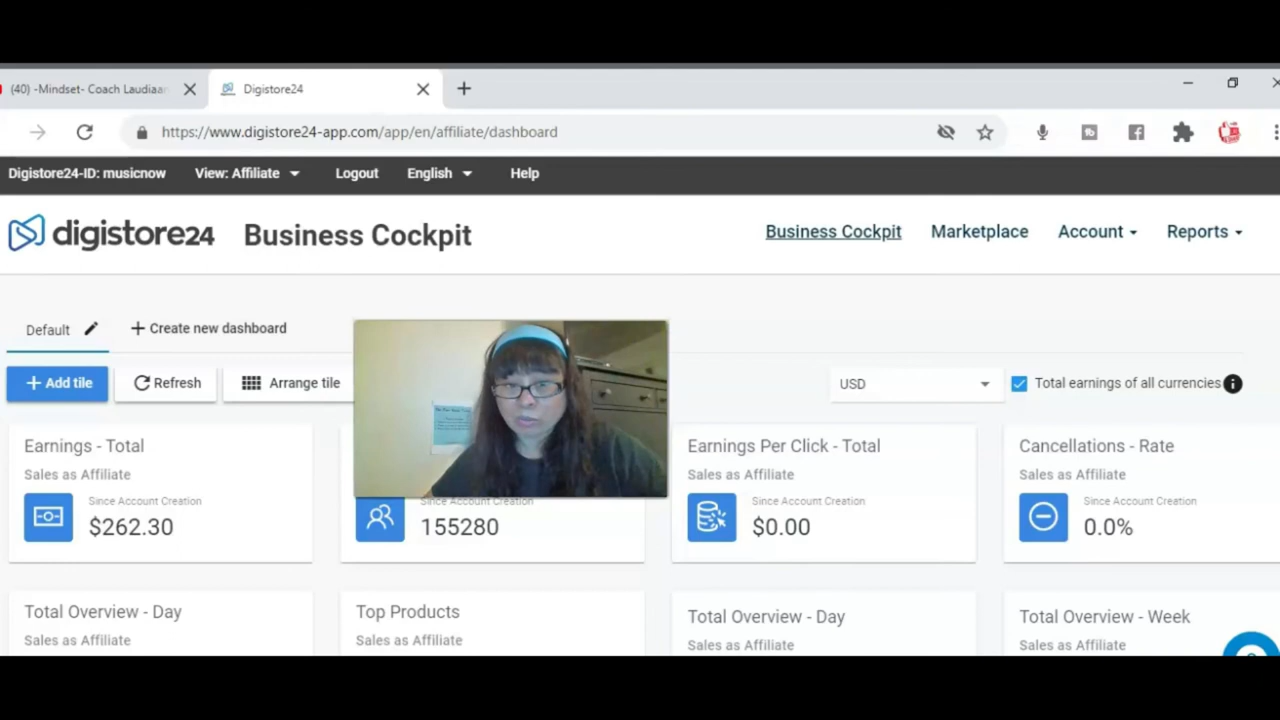 (40) -Mindset- Coach Laudiaan
Digistore24
https://www.digistore24-app.com/app/en/affiliate/dashboard
Digistore24-ID: musicnow View: Affiliate Logout English Help
digistore24 Business Cockpit Business Cockpit Marketplace Account Reports
Default + Create new dashboard
+ Add tile Refresh Arrange tile USD Total earnings of all currencies
Earnings - Total
Sales as Affiliate
Since Account Creation
$262.30
Since Account Creation
155280
Earnings Per Click - Total
Sales as Affiliate
Since Account Creation
$0.00
Cancellations - Rate
Sales as Affiliate
Since Account Creation
0.0%
Total Overview - Day
Sales as Affiliate
Top Products
Sales as Affiliate
Total Overview - Day
Sales as Affiliate
Total Overview - Week
Sales as Affiliate